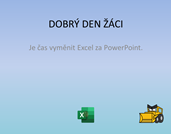 DOBRÝ DEN ŽÁCI
Je čas vyměnit Excel za PowerPoint.
X